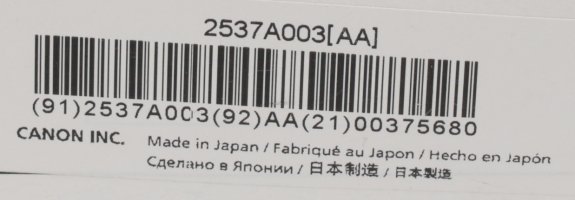 2537A003[AA]
(91)2537A003(92)AA(21)00375680
CANON INC.
Made in Japan / Fabriqué au Japon / Hecho en Japón
Сделано в Японии / 日本制造 / 日本製造